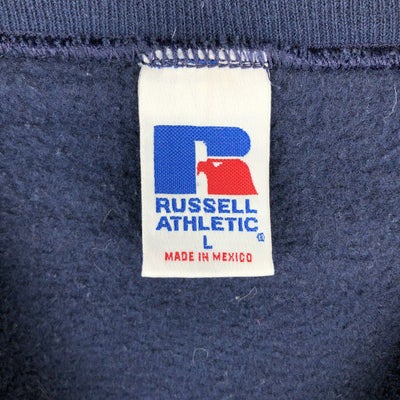 RUSSELL
ATHLETIC
L
MADE IN MEXICO